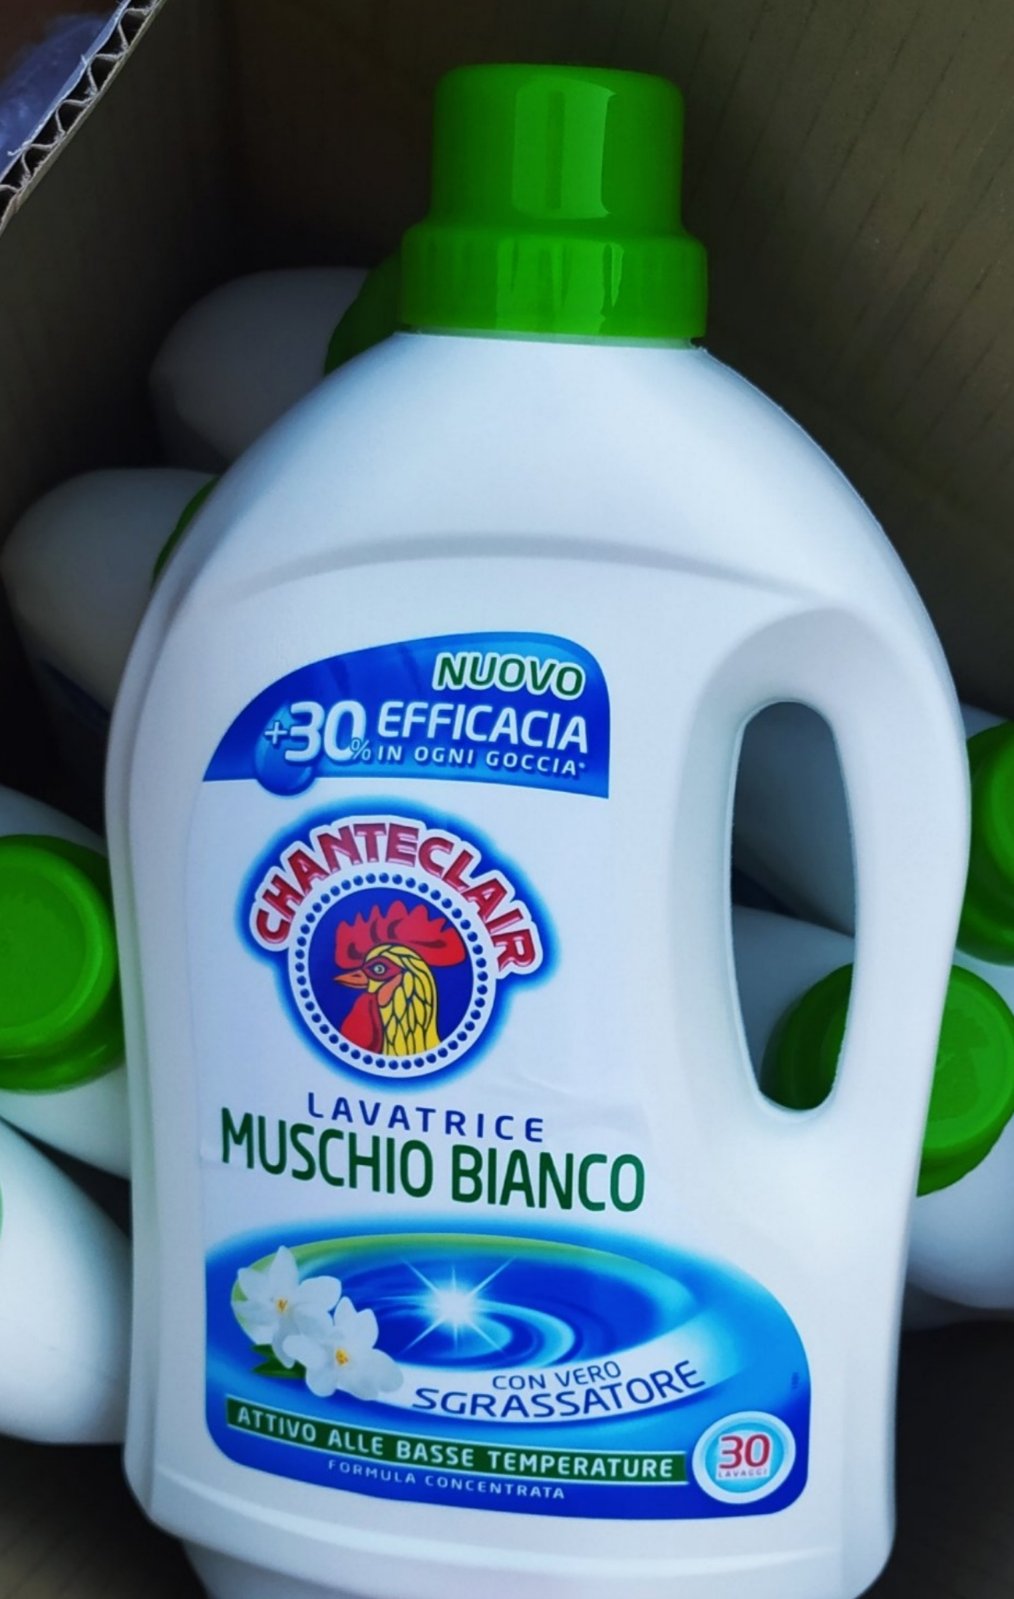 NUOVO
+30% EFFICACIA
IN OGNI GOCCIA*
CHANTECLAIR
LAVATRICE
MUSCHIO BIANCO
CON VERO
SGRASSATORE
ATTIVO ALLE BASSE TEMPERATURE
FORMULA CONCENTRATA
30
LAVAGGI